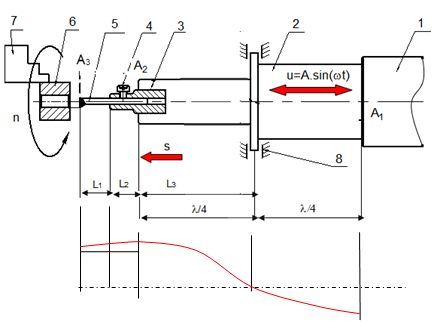 7 6 5 4 3 2 1
A3
A2
u=A.sin(ωt)
A1
n
s
8
L1 L2 L3
λ/4 λ/4